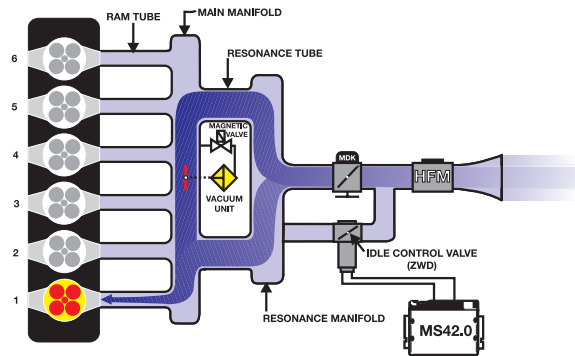 RAM TUBE
MAIN MANIFOLD
RESONANCE TUBE
6
5
4
3
2
1
MAGNETIC
VALVE
VACUUM
UNIT
MDK
HFM
IDLE CONTROL VALVE
(ZWD)
RESONANCE MANIFOLD
MS42.0